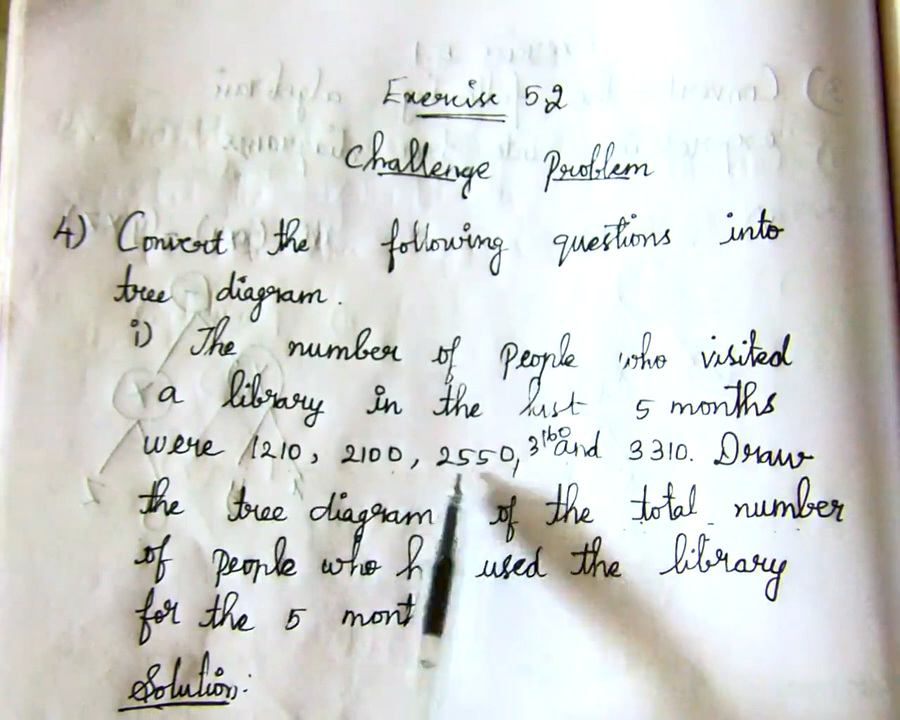 Exercise 5.2
Challenge Problem
4) Convert the following questions into
tree diagram.
i) The number of People who visited
a library in the last 5 months
were 1210, 2100, 2550, 3160 and 3310. Draw
the tree diagram of the total number
of people who h used the library
for the 5 mont
Solution: